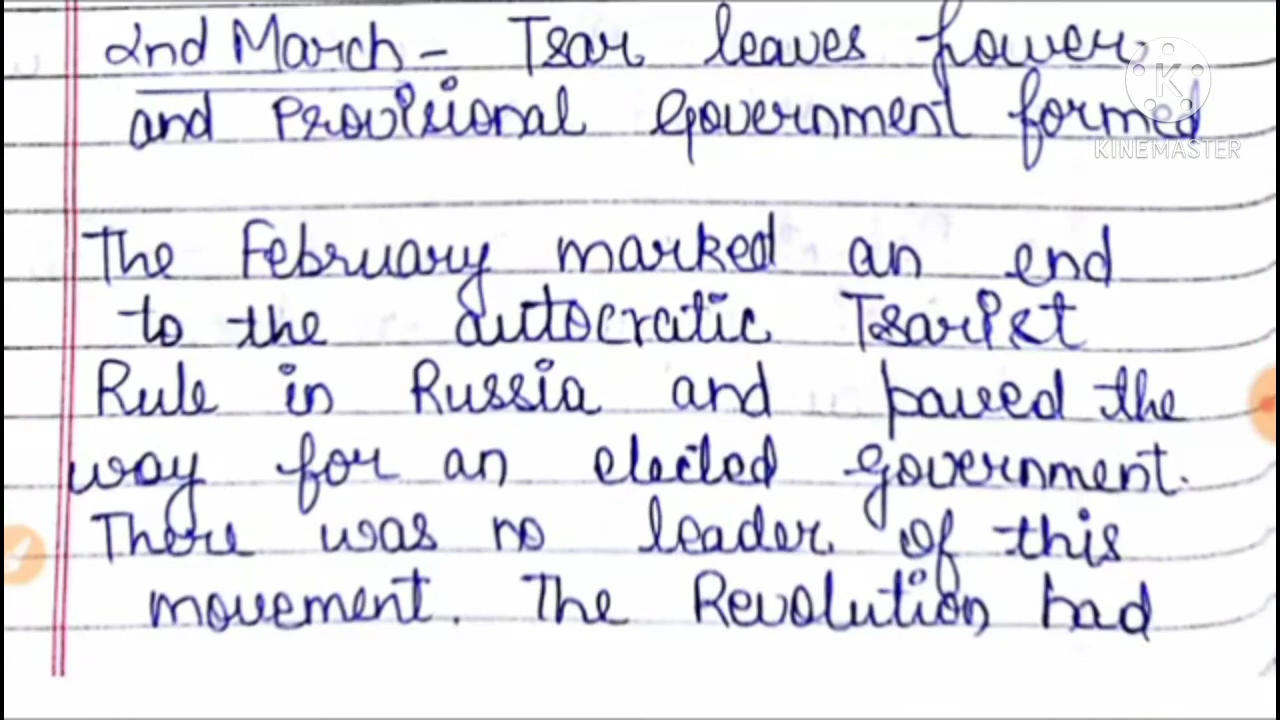 2nd March - Tsar leaves power
and Provisional Government formed
KINEMASTER
The February marked an end
to the autocratic Tsarist
Rule in Russia and paved the
way for an elected government.
There was no leader of this
movement. The Revolution had